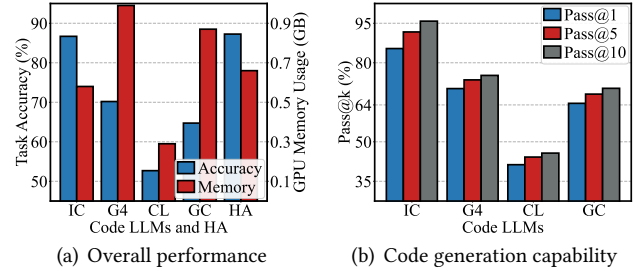 Task Accuracy (%)
90
80
70
60
50
GPU Memory Usage (GB)
0.9
0.7
0.5
0.3
0.1
Accuracy
Memory
IC G4 CL GC HA
Code LLMs and HA
(a) Overall performance
Pass@k (%)
95
80
64
50
35
Pass@1
Pass@5
Pass@10
IC G4 CL GC
Code LLMs
(b) Code generation capability